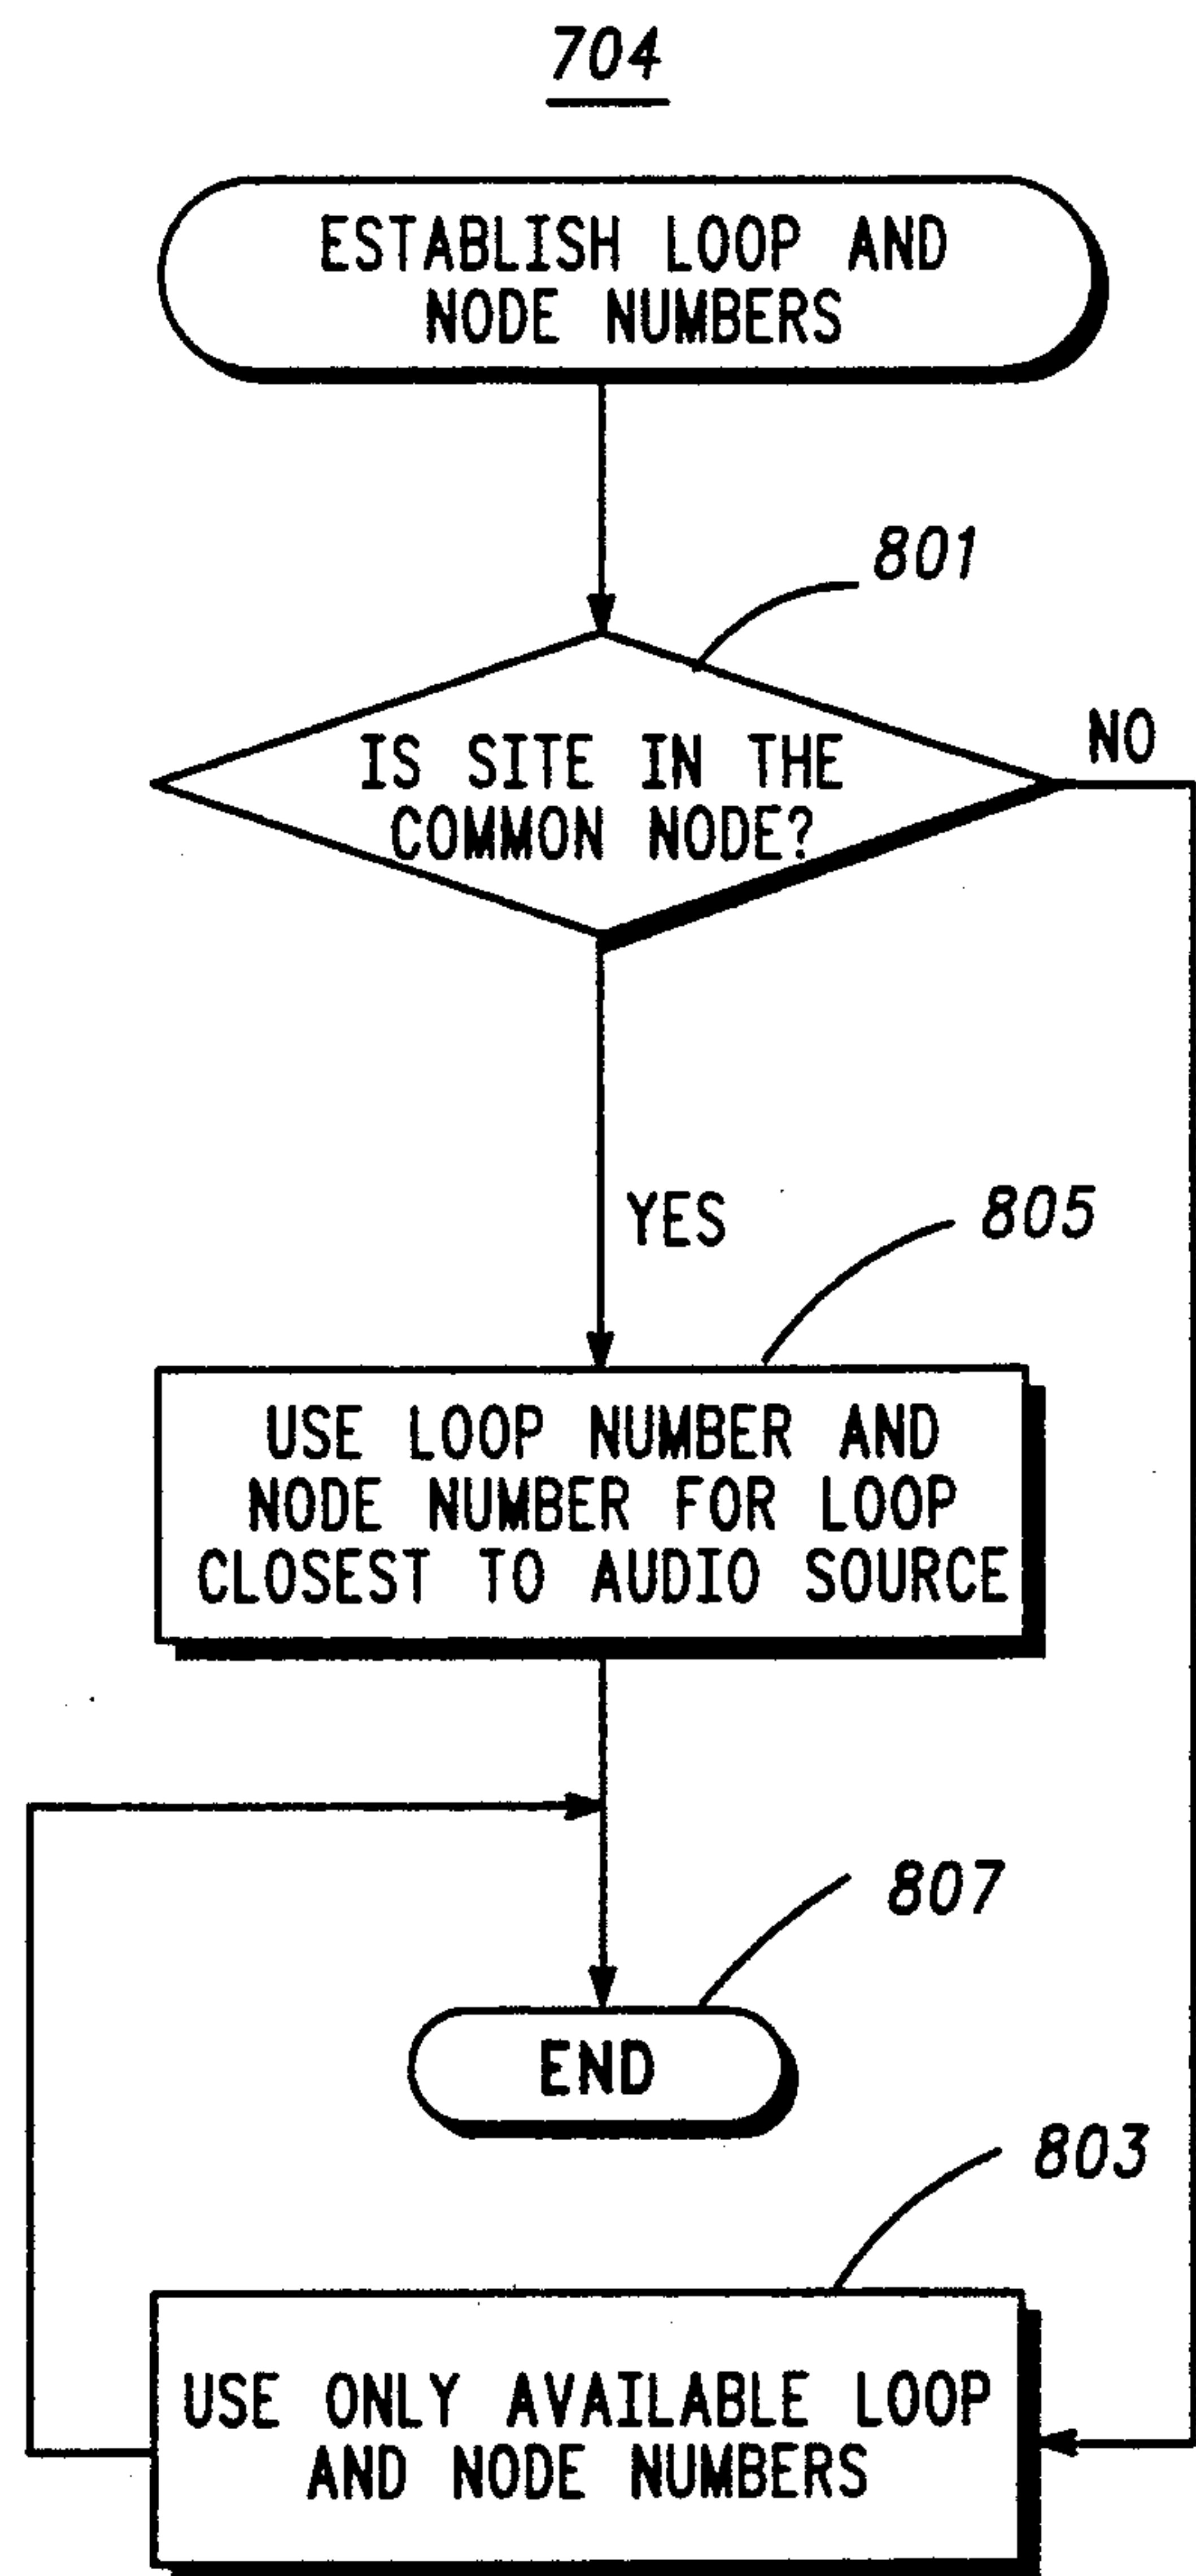 704
ESTABLISH LOOP AND
NODE NUMBERS
801
IS SITE IN THE
COMMON NODE?
NO
YES
805
USE LOOP NUMBER AND
NODE NUMBER FOR LOOP
CLOSEST TO AUDIO SOURCE
807
END
803
USE ONLY AVAILABLE LOOP
AND NODE NUMBERS